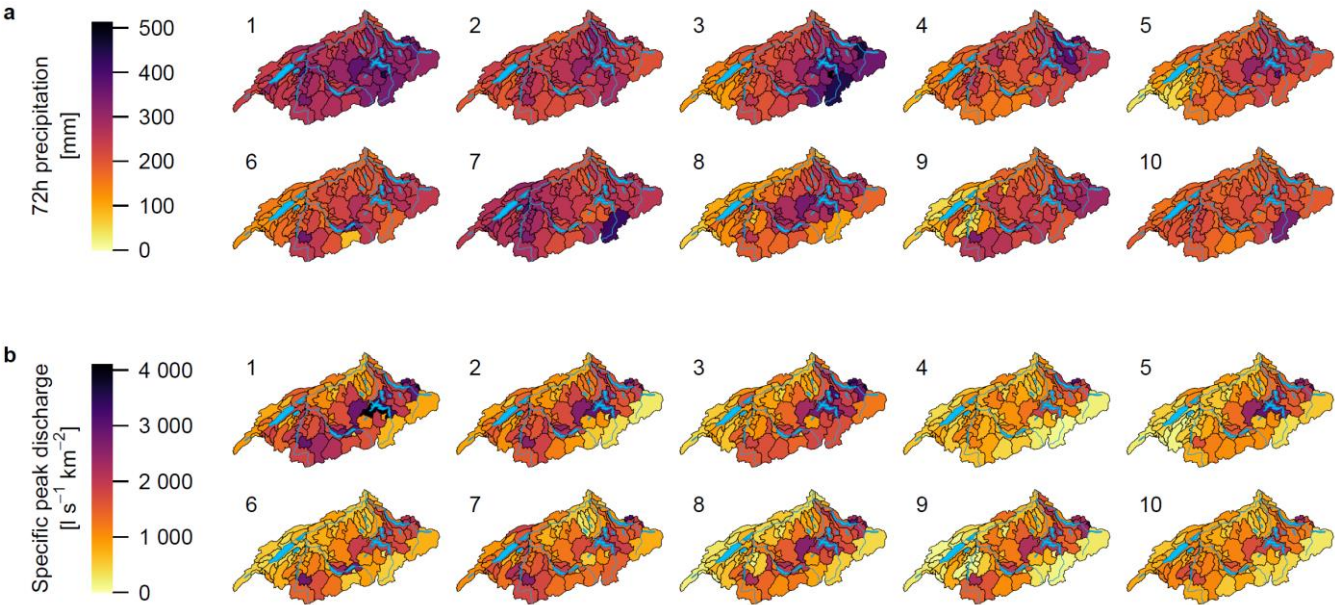 a
72h precipitation
[mm]
500
400
300
200
100
0
1 2 3 4 5
6 7 8 9 10
b
Specific peak discharge
[l s⁻¹ km⁻²]
4 000
3 000
2 000
1 000
0
1 2 3 4 5
6 7 8 9 10